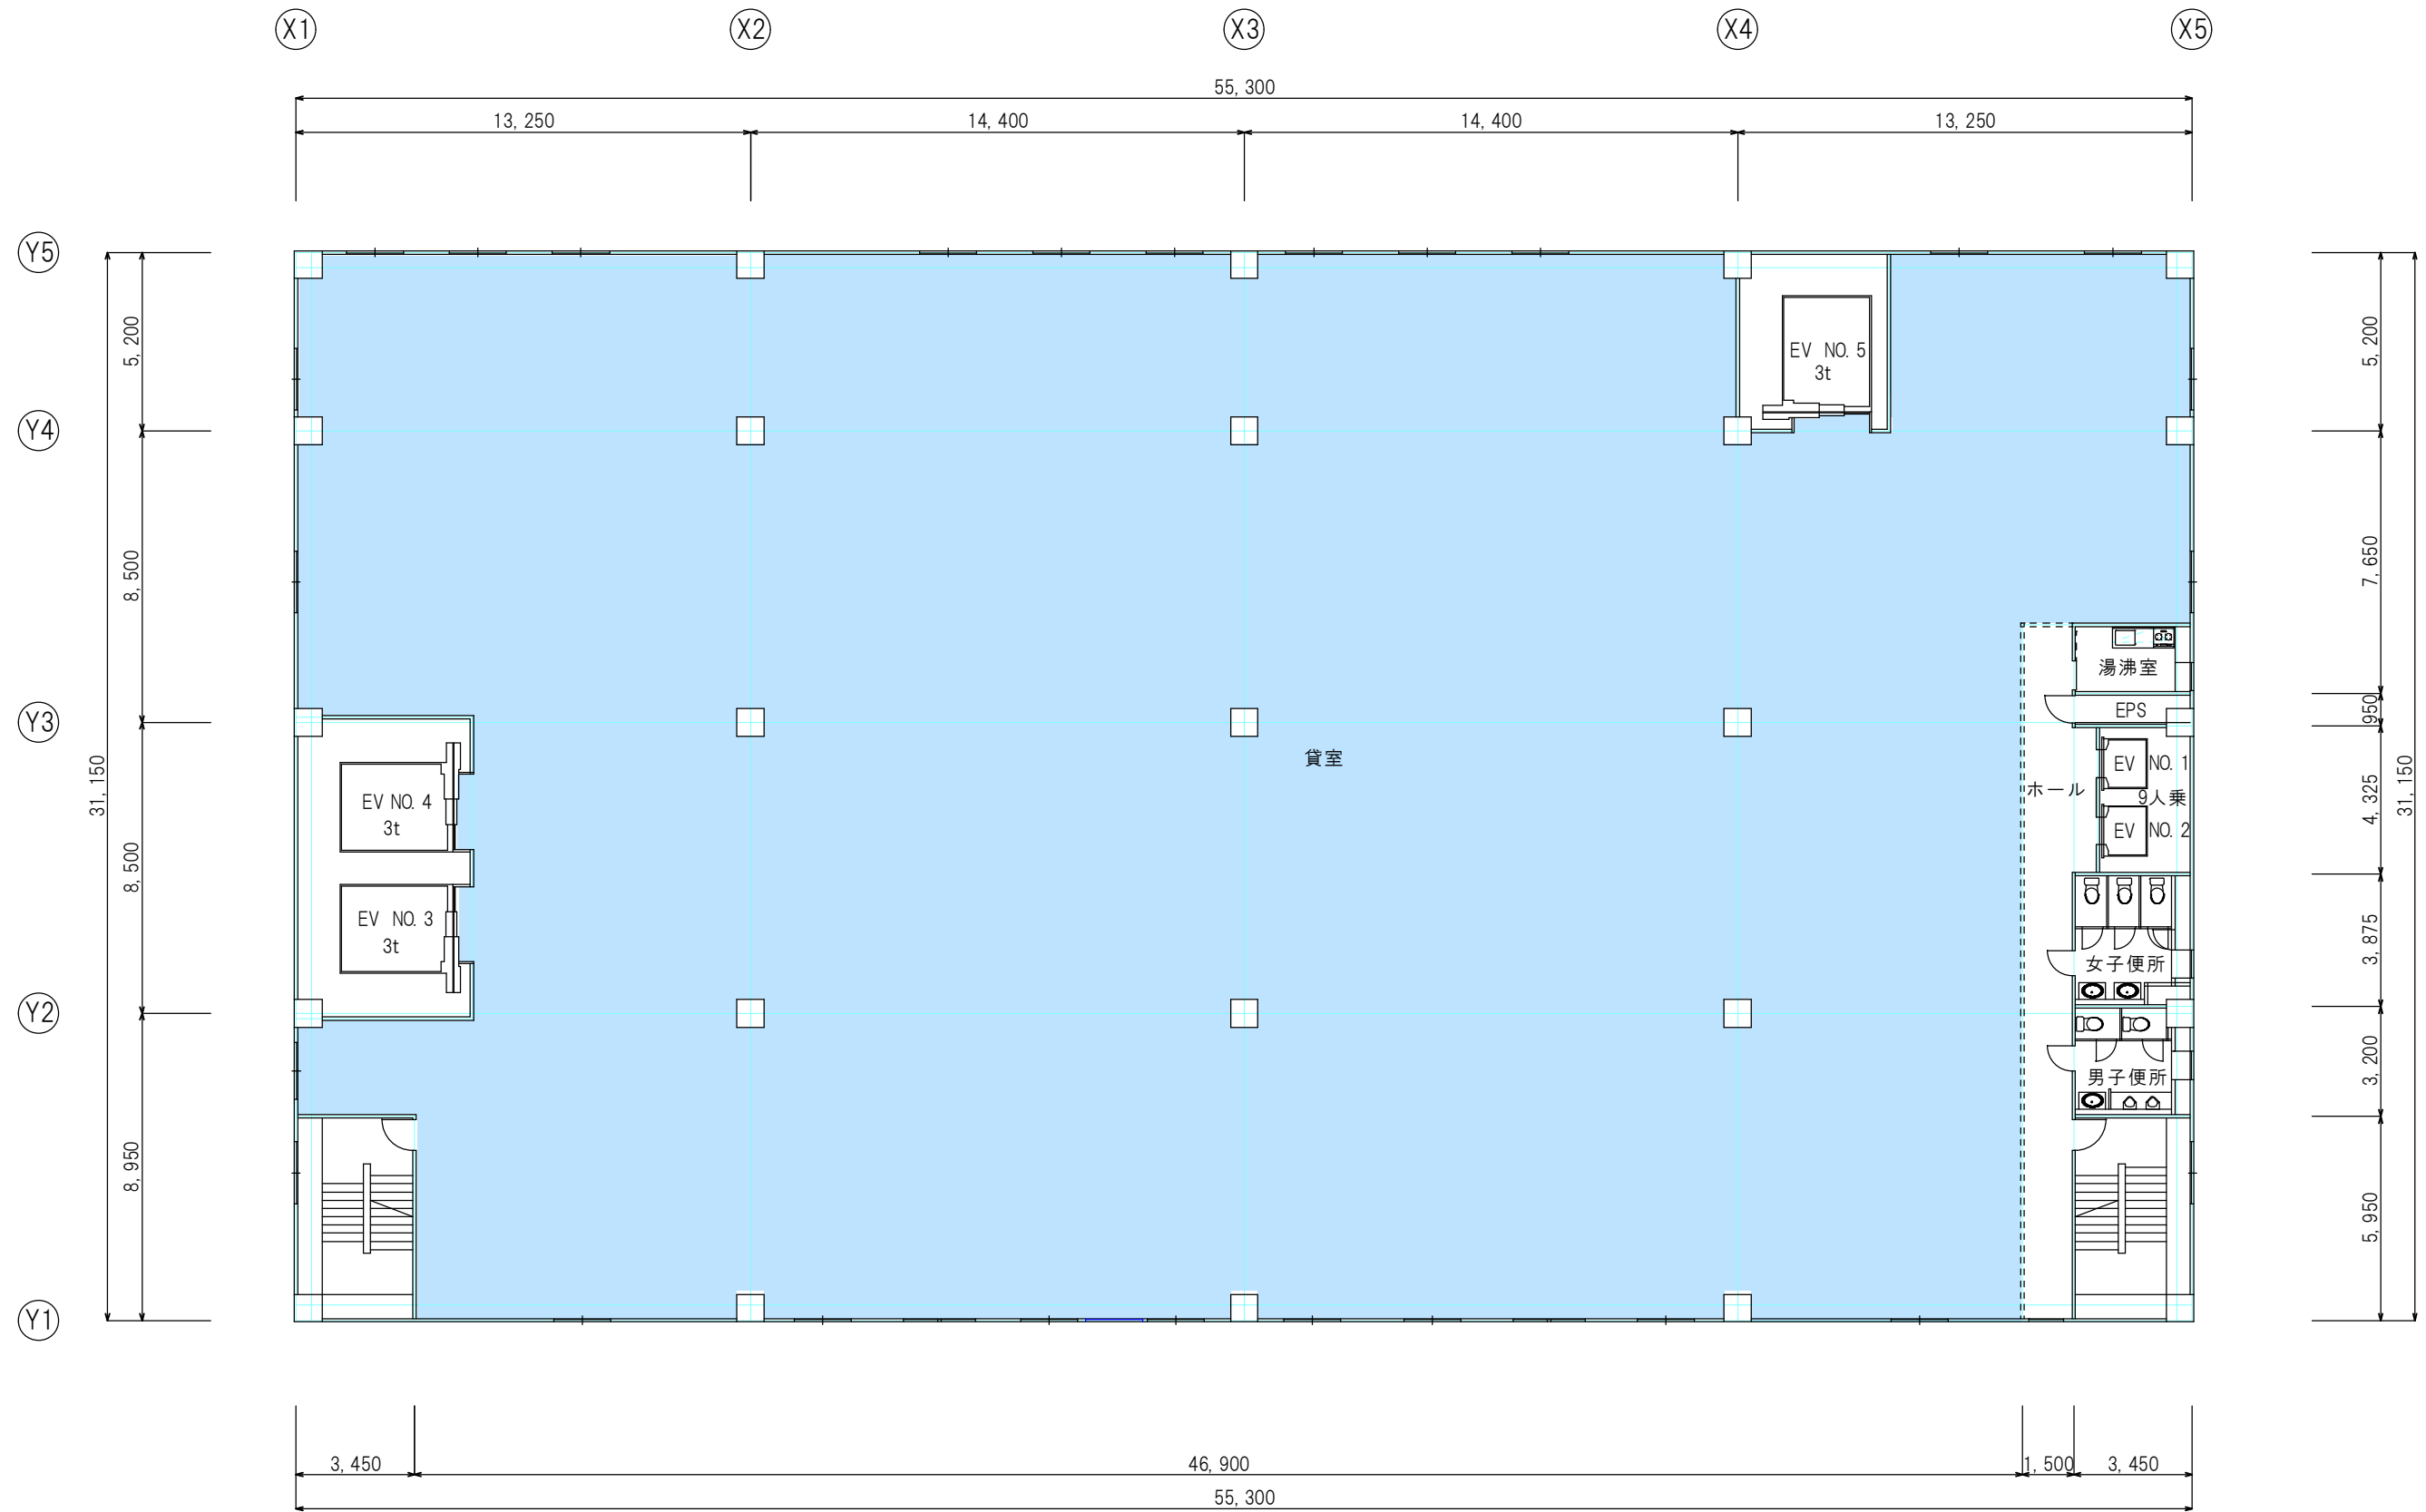 X1 X2 X3 X4 X5
55,300
13,250 14,400 14,400 13,250
Y5
Y4
Y3
Y2
Y1
31,150
5,200
8,500
8,500
8,950
EV NO.5
3t
湯沸室
EPS
貸室
ホール
EV NO.1
9人乗
EV NO.2
EV NO.4
3t
EV NO.3
3t
女子便所
男子便所
5,200
7,650
950
4,325
3,875
3,200
5,950
31,150
3,450 46,900 1,500 3,450
55,300